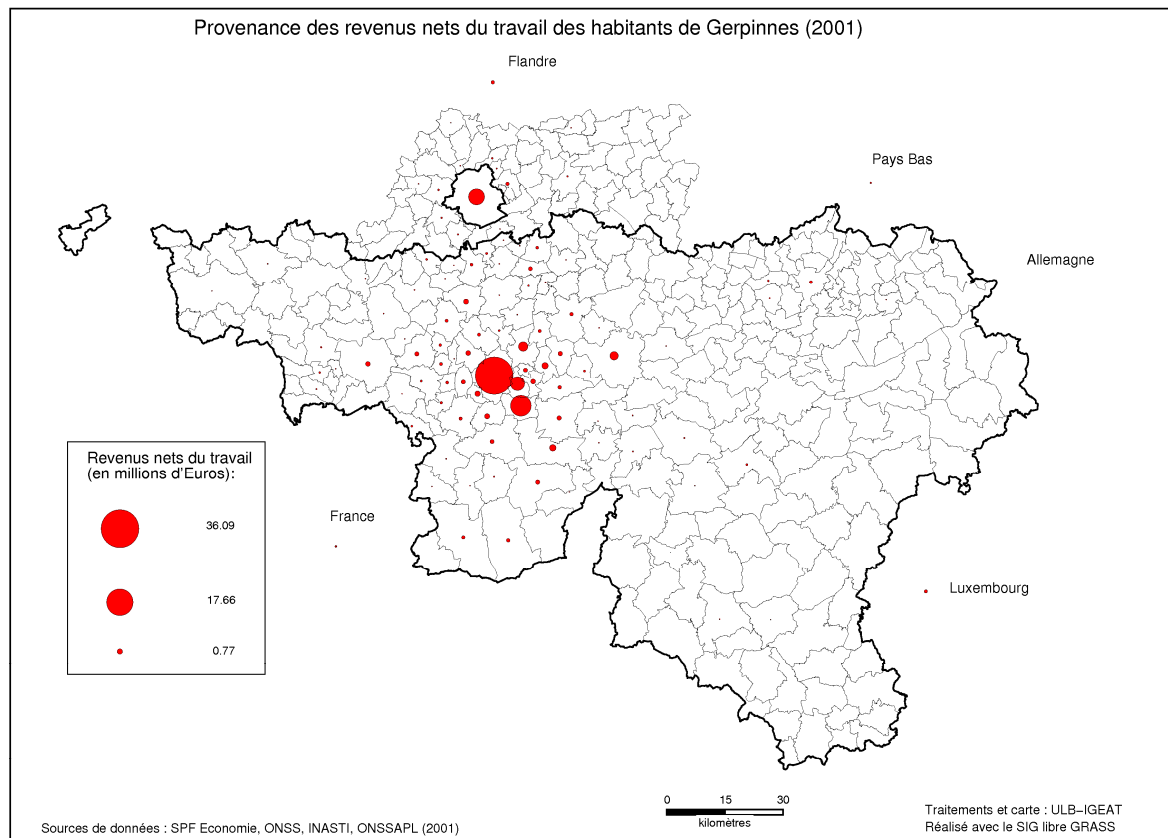 Provenance des revenus nets du travail des habitants de Gerpinnes (2001)
Flandre
Pays Bas
Allemagne
Revenus nets du travail
(en millions d'Euros):
36.09
17.66
0.77
France
Luxembourg
0 15 30
kilomètres
Sources de données : SPF Economie, ONSS, INASTI, ONSSAPL (2001)
Traitements et carte : ULB–IGEAT
Réalisé avec le SIG libre GRASS